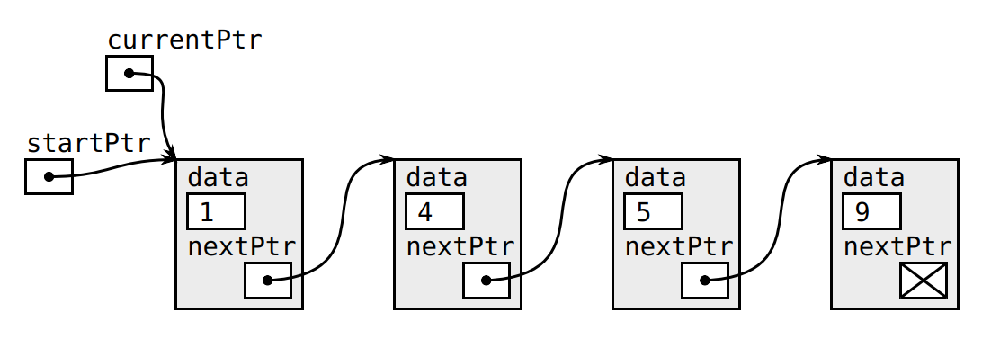 currentPtr
startPtr
data data data data
1 4 5 9
nextPtr nextPtr nextPtr nextPtr